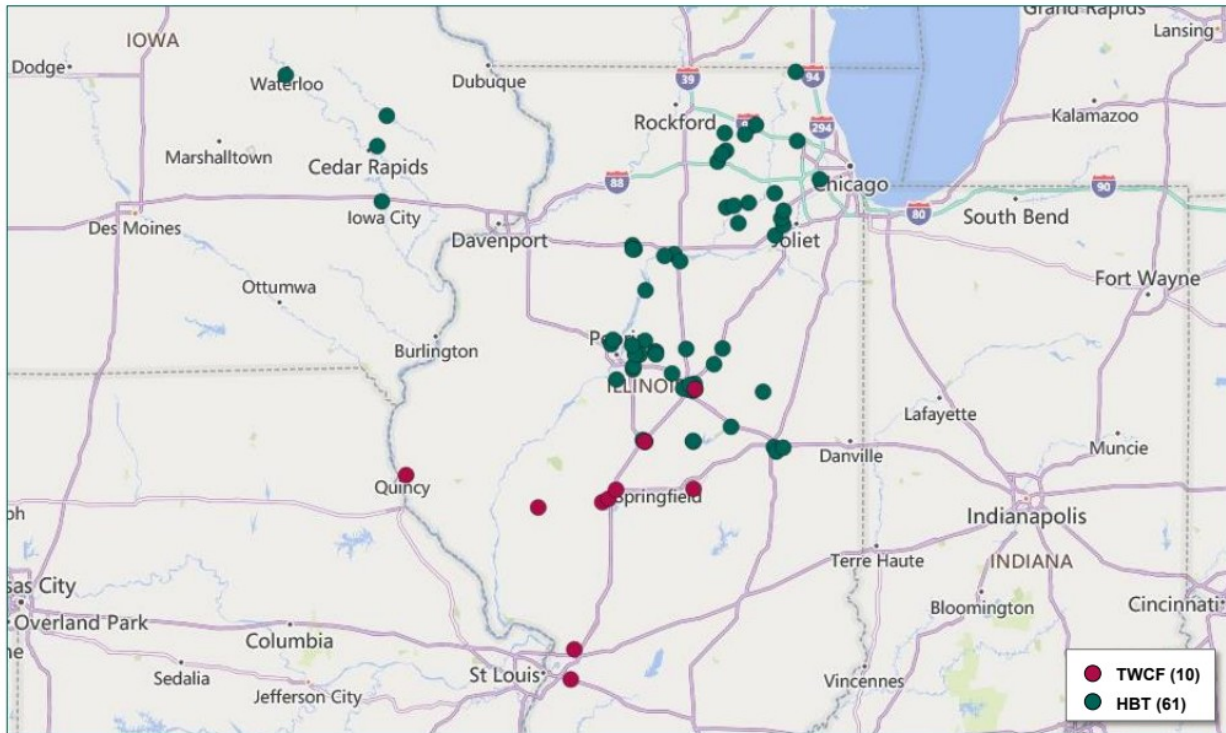 Grand Rapids
Lansing
IOWA
Dodge
Waterloo
Dubuque
39
94
Rockford
Kalamazoo
294
Marshalltown
Cedar Rapids
Chicago
88
90
Iowa City
South Bend
80
Des Moines
Davenport
Joliet
Fort Wayne
Ottumwa
Burlington
ILLINOIS
Lafayette
Muncie
Danville
Quincy
Springfield
Indianapolis
ph
Terre Haute
INDIANA
sas City
Bloomington
Cincinnati
Overland Park
Columbia
ne
St Louis
Sedalia
Vincennes
Jefferson City
TWCF (10)
HBT (61)